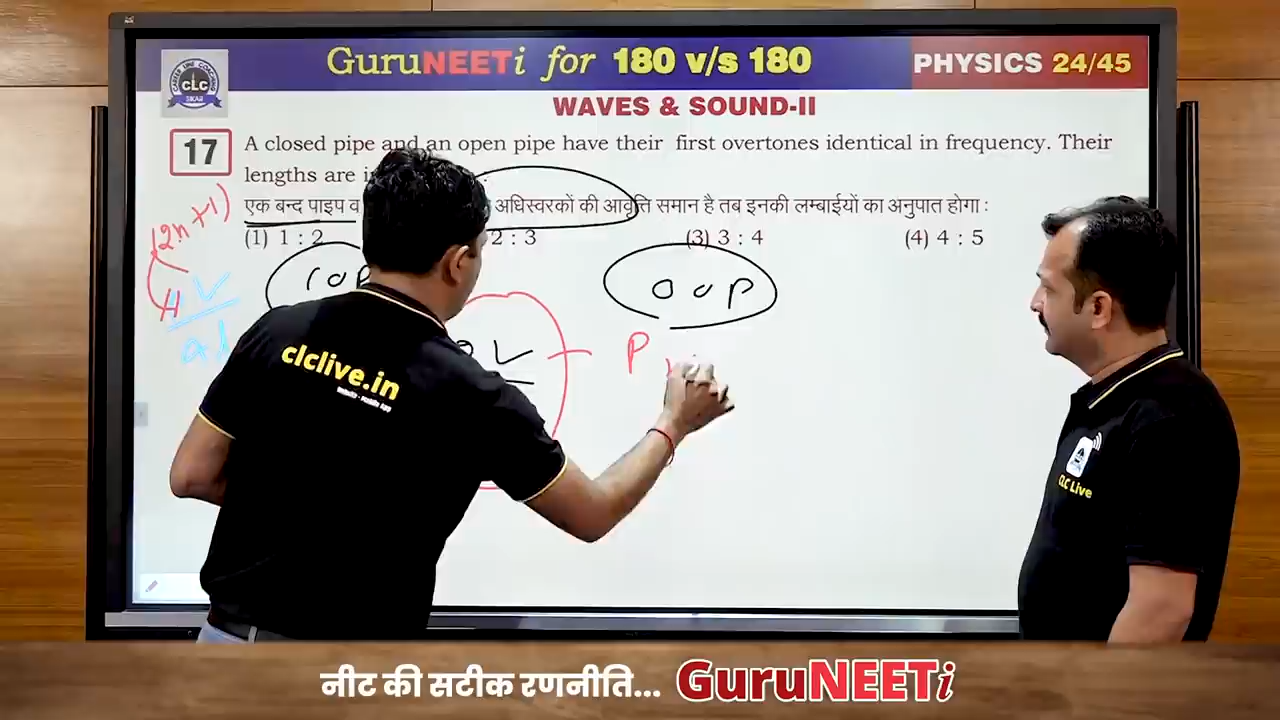 GuruNEETi for 180 v/s 180
PHYSICS 24/45
CLC
SIKAR
WAVES & SOUND-II
17
A closed pipe and an open pipe have their first overtones identical in frequency. Their
lengths are in
एक बन्द पाइप व अधिस्वरकों की आवृति समान है तब इनकी लम्बाईयों का अनुपात होगा :
(1) 1 : 2
2 : 3
(3) 3 : 4
(4) 4 : 5
(2n+1)
COP
OOP
V
P
clclive.in
CLC Live
नीट की सटीक रणनीति...
GuruNEETi